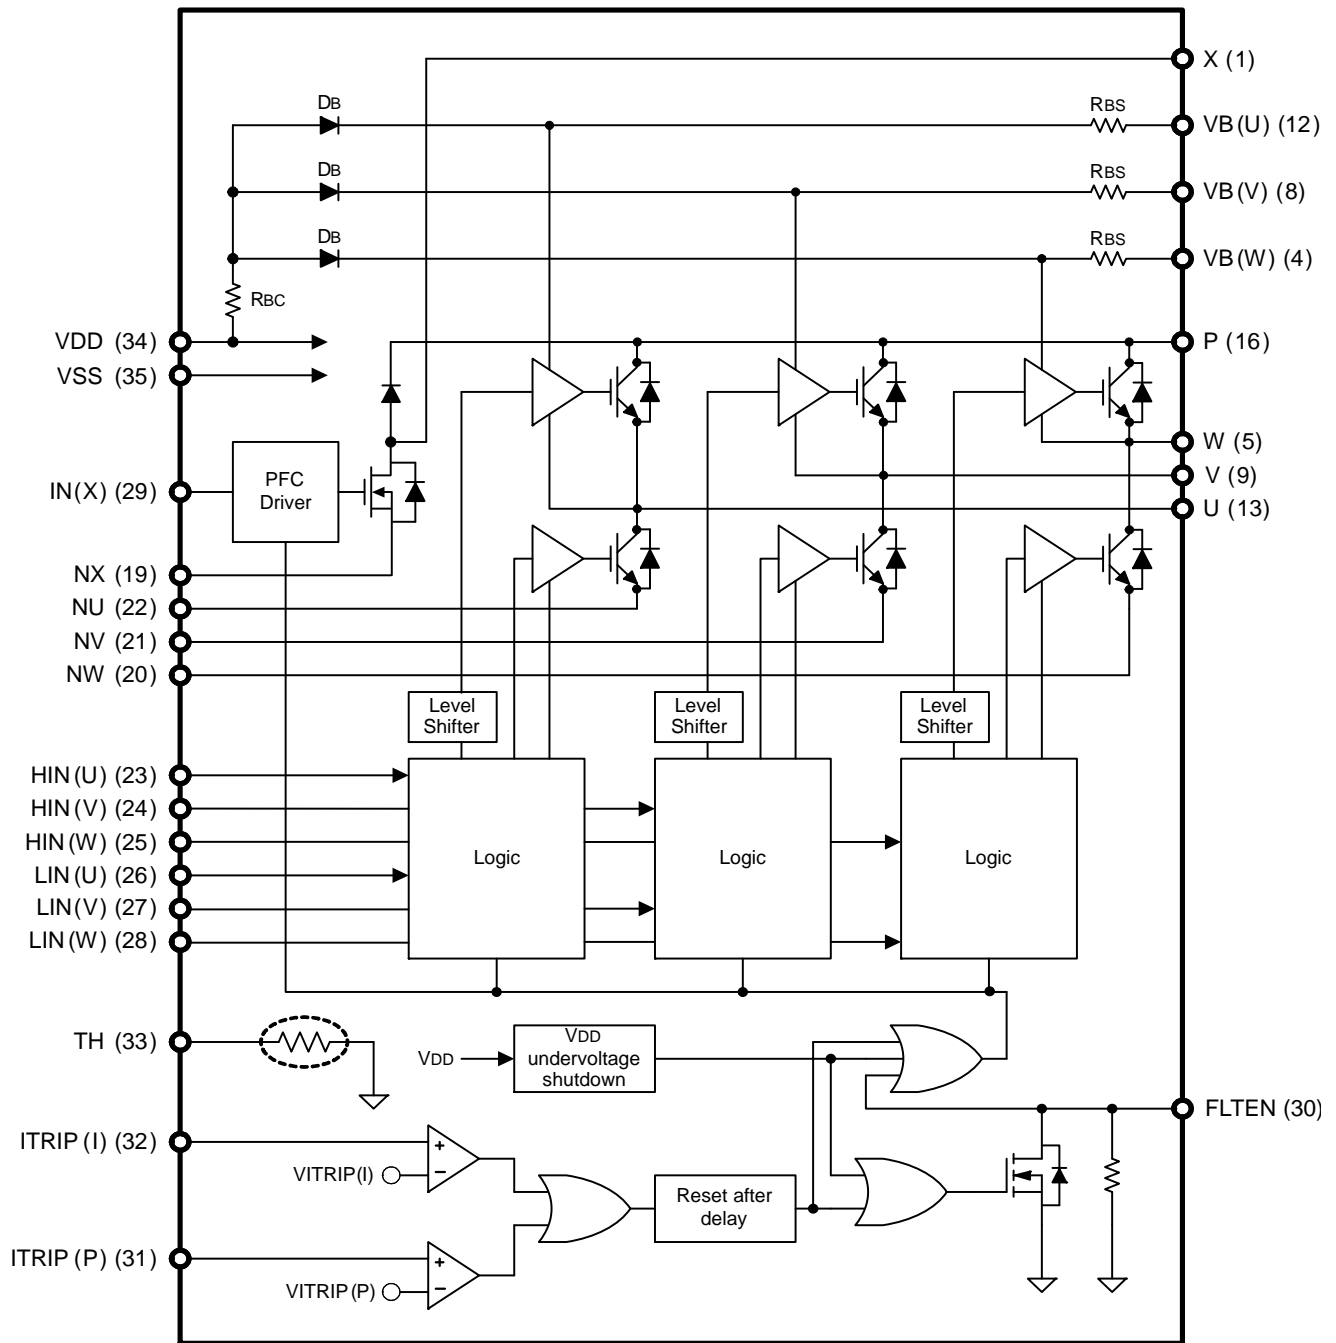 X (1)
DB
RBS
VB(U) (12)
DB
RBS
VB(V) (8)
DB
RBS
VB(W) (4)
RBC
VDD (34)
P (16)
VSS (35)
W (5)
V (9)
IN(X) (29)
PFC
Driver
U (13)
NX (19)
NU (22)
NV (21)
NW (20)
Level
Shifter
Level
Shifter
Level
Shifter
HIN(U) (23)
HIN(V) (24)
HIN(W) (25)
LIN(U) (26)
LIN(V) (27)
LIN(W) (28)
Logic
Logic
Logic
TH (33)
VDD
VDD
undervoltage
shutdown
FLTEN (30)
ITRIP(I) (32)
+
−
VITRIP(I)
Reset after
delay
ITRIP(P) (31)
+
−
VITRIP(P)